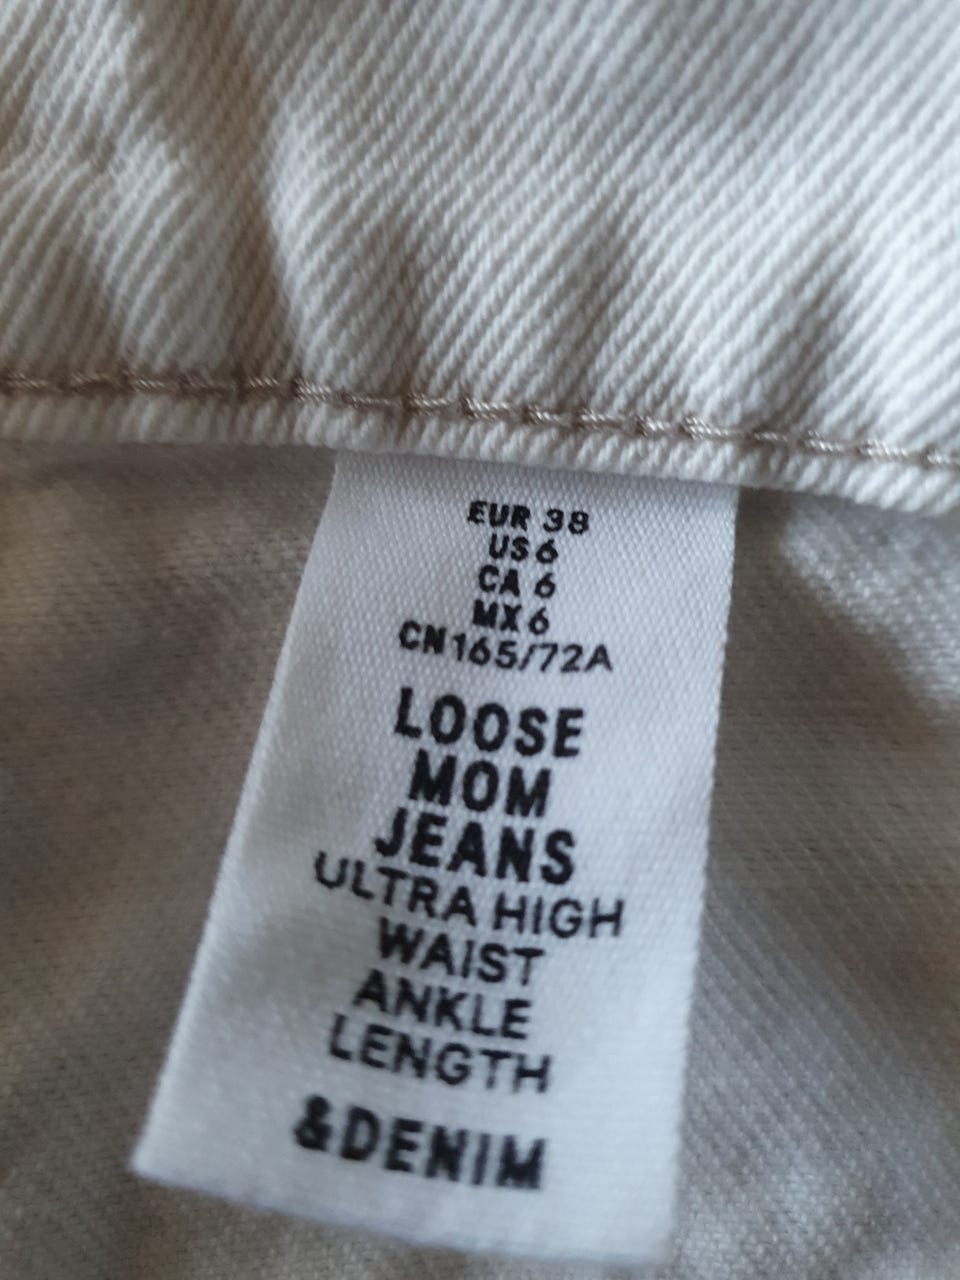 EUR 38
US 6
CA 6
MX 6
CN 165/72A
LOOSE
MOM
JEANS
ULTRA HIGH
WAIST
ANKLE
LENGTH
&DENIM